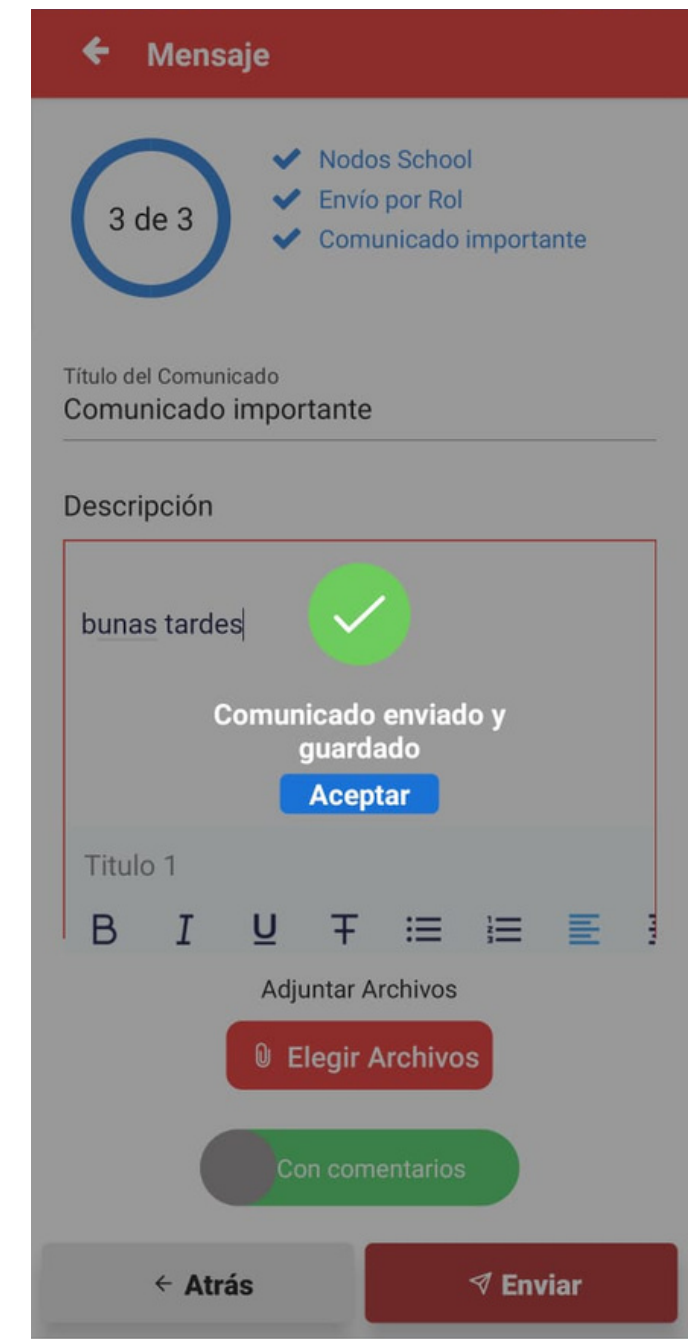 Mensaje
3 de 3
Nodos School
Envío por Rol
Comunicado importante
Título del Comunicado
Comunicado importante
Descripción
bunas tardes
Comunicado enviado y
guardado
Aceptar
Titulo 1
B I U T
Adjuntar Archivos
Elegir Archivos
Con comentarios
Atrás
Enviar